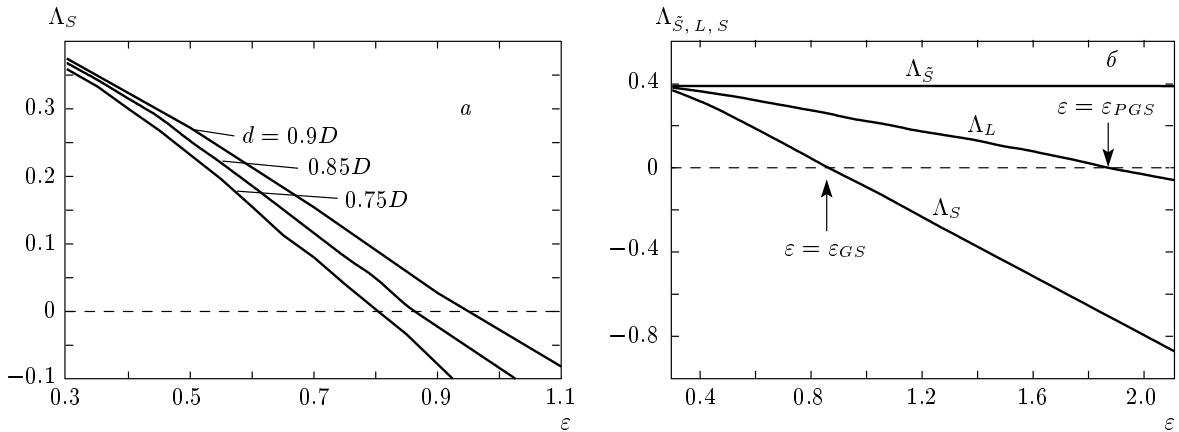 Λ_S
0.3
0.2
0.1
0
−0.1
0.3 0.5 0.7 0.9 1.1
ε
а
d = 0.9D
0.85D
0.75D
Λ_{S̃, L, S}
0.4
0
−0.4
−0.8
0.4 0.8 1.2 1.6 2.0
ε
б
Λ_{S̃}
ε = ε_{PGS}
Λ_L
Λ_S
ε = ε_{GS}